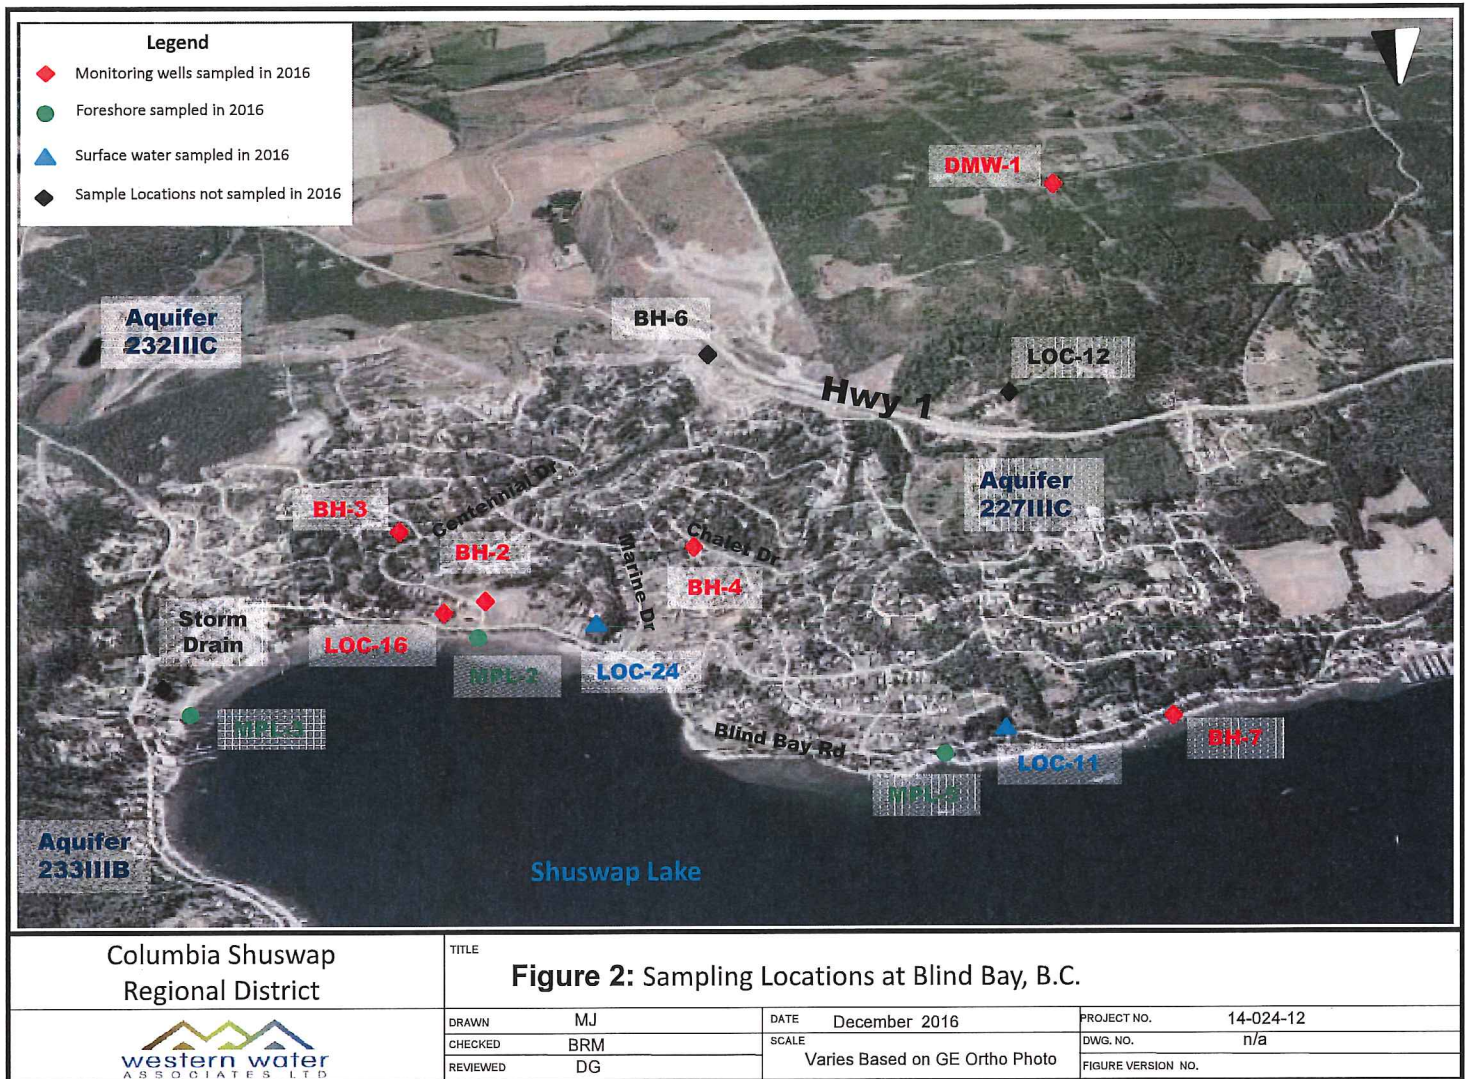 Legend
Monitoring wells sampled in 2016
Foreshore sampled in 2016
Surface water sampled in 2016
Sample Locations not sampled in 2016
DMW-1
Aquifer
232IIIC
BH-6
LOC-12
Hwy 1
Aquifer
227IIIC
BH-3
Centennial Dr.
BH-2
Chalet Dr
Marine Dr
BH-4
Storm
Drain
LOC-16
MPL-2
LOC-24
Blind Bay Rd
BH-7
LOC-11
Aquifer
233IIIB
Shuswap Lake
Columbia Shuswap
Regional District
western water
ASSOCIATES LTD
TITLE
Figure 2: Sampling Locations at Blind Bay, B.C.
DRAWN MJ
CHECKED BRM
REVIEWED DG
DATE December 2016
SCALE
Varies Based on GE Ortho Photo
PROJECT NO. 14-024-12
DWG. NO. n/a
FIGURE VERSION NO.